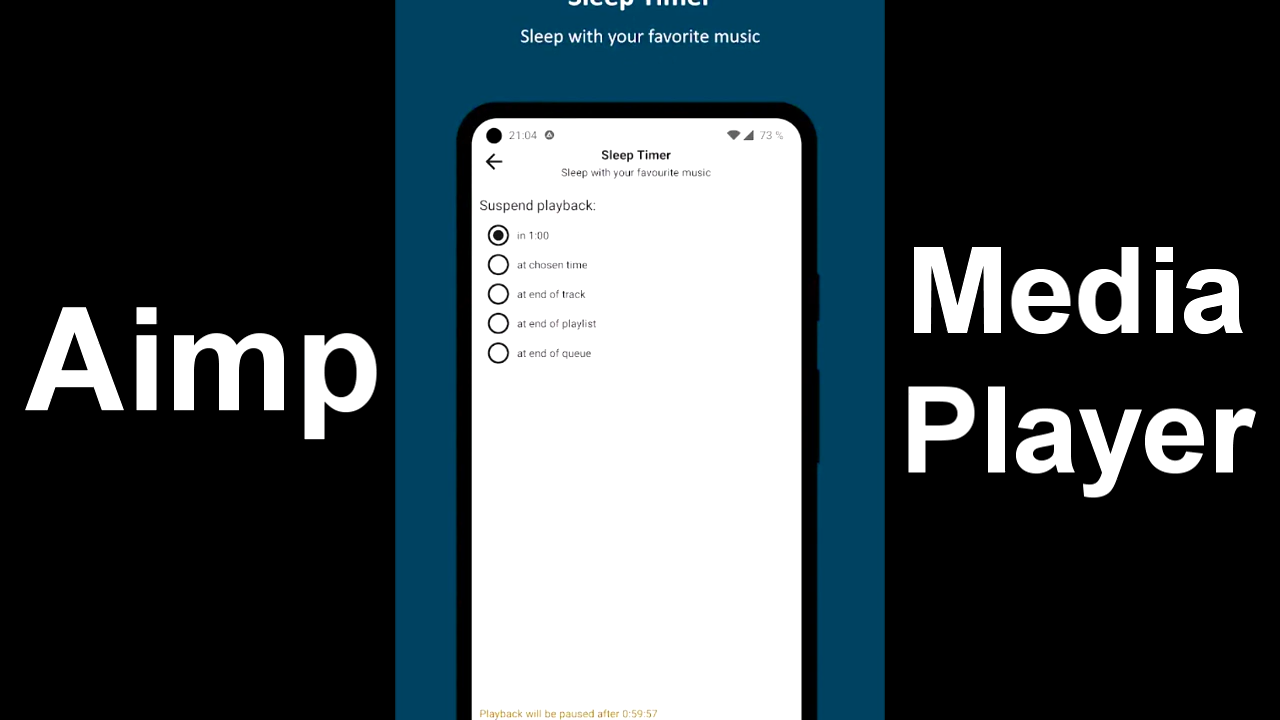 Sleep Timer
Sleep with your favorite music
21:04
73 %
Sleep Timer
Sleep with your favourite music
Suspend playback:
in 1:00
at chosen time
at end of track
at end of playlist
at end of queue
Playback will be paused after 0:59:57
Aimp
Media
Player